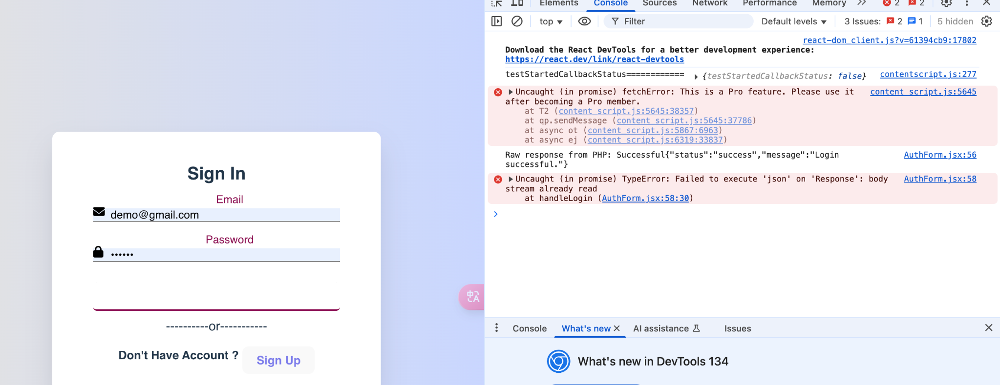 Sign In
Email
demo@gmail.com
Password
••••••
----------or-----------
Don't Have Account ?
Sign Up
中A
Elements Console Sources Network Performance Memory 2 2
top Filter Default levels 3 Issues: 2 1 5 hidden
react-dom_client.js?v=61394cb9:17802
Download the React DevTools for a better development experience:
https://react.dev/link/react-devtools
testStartedCallbackStatus============ {testStartedCallbackStatus: false} contentscript.js:277
Uncaught (in promise) fetchError: This is a Pro feature. Please use it content_script.js:5645
after becoming a Pro member.
at T2 (content_script.js:5645:38357)
at qp.sendMessage (content_script.js:5645:37786)
at async ot (content_script.js:5867:6963)
at async ej (content_script.js:6319:33837)
Raw response from PHP: Successful{"status":"success","message":"Login AuthForm.jsx:56
successful."}
Uncaught (in promise) TypeError: Failed to execute 'json' on 'Response': body AuthForm.jsx:58
stream already read
at handleLogin (AuthForm.jsx:58:30)
Console What's new AI assistance Issues
What's new in DevTools 134